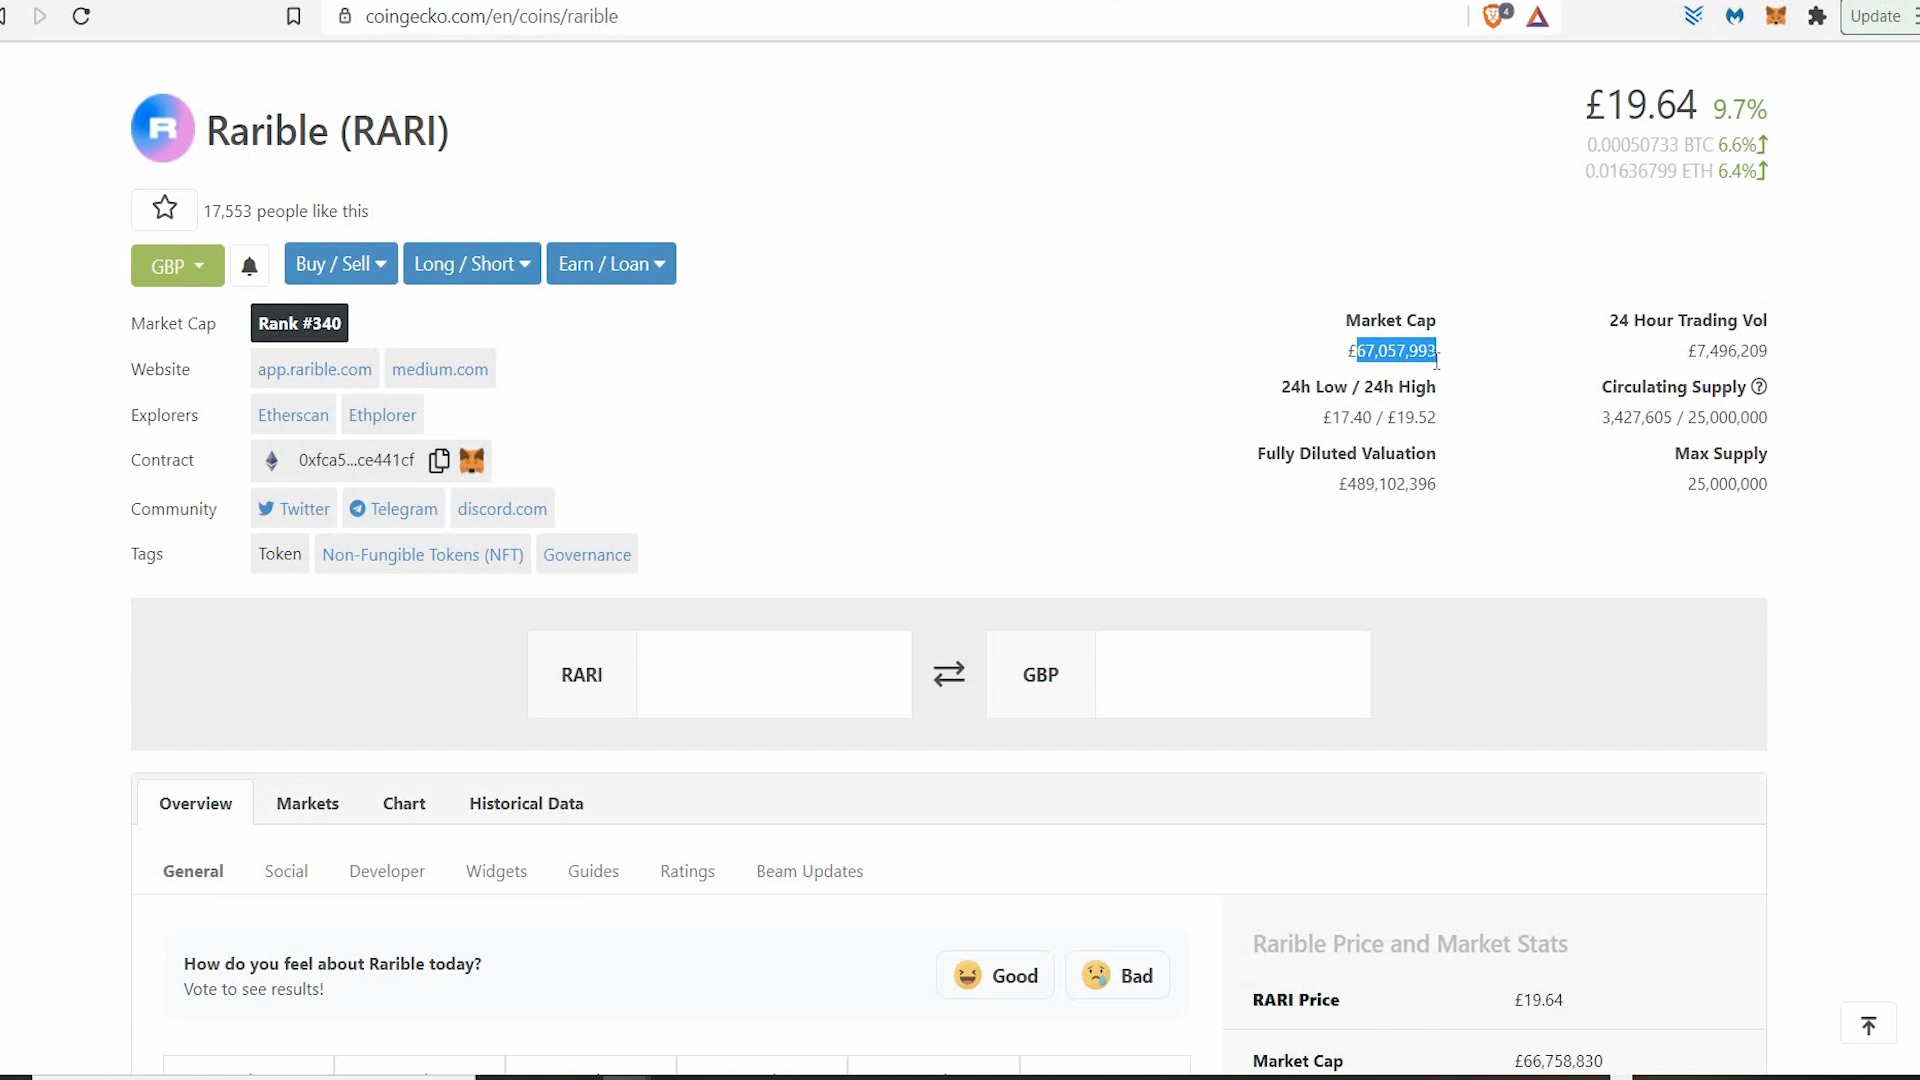 coingecko.com/en/coins/rarible
4
Update
R
Rarible (RARI)
£19.64 9.7%
0.00050733 BTC 6.6%
0.01636799 ETH 6.4%
17,553 people like this
GBP
Buy / Sell
Long / Short
Earn / Loan
Market Cap Rank #340
Website app.rarible.com medium.com
Explorers Etherscan Ethplorer
Contract 0xfca5...ce441cf
Community Twitter Telegram discord.com
Tags Token Non-Fungible Tokens (NFT) Governance
Market Cap
£67,057,993
24h Low / 24h High
£17.40 / £19.52
Fully Diluted Valuation
£489,102,396
24 Hour Trading Vol
£7,496,209
Circulating Supply ?
3,427,605 / 25,000,000
Max Supply
25,000,000
RARI
GBP
Overview Markets Chart Historical Data
General Social Developer Widgets Guides Ratings Beam Updates
How do you feel about Rarible today?
Vote to see results!
Good
Bad
Rarible Price and Market Stats
RARI Price £19.64
Market Cap £66,758,830